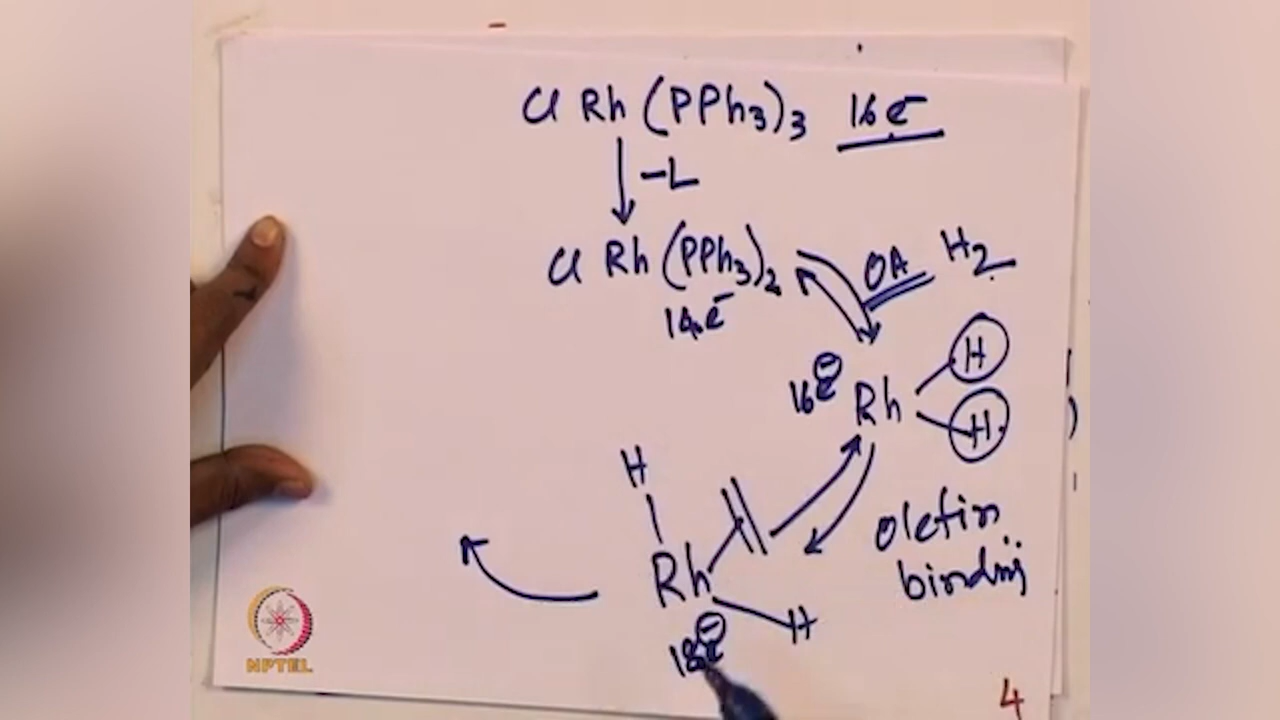 Cl Rh (PPh3)3 16e-
-L
Cl Rh (PPh3)2 OA H2
14e-
16e- Rh H
H
H
olefin
binding
Rh H
18e-
NPTEL
4